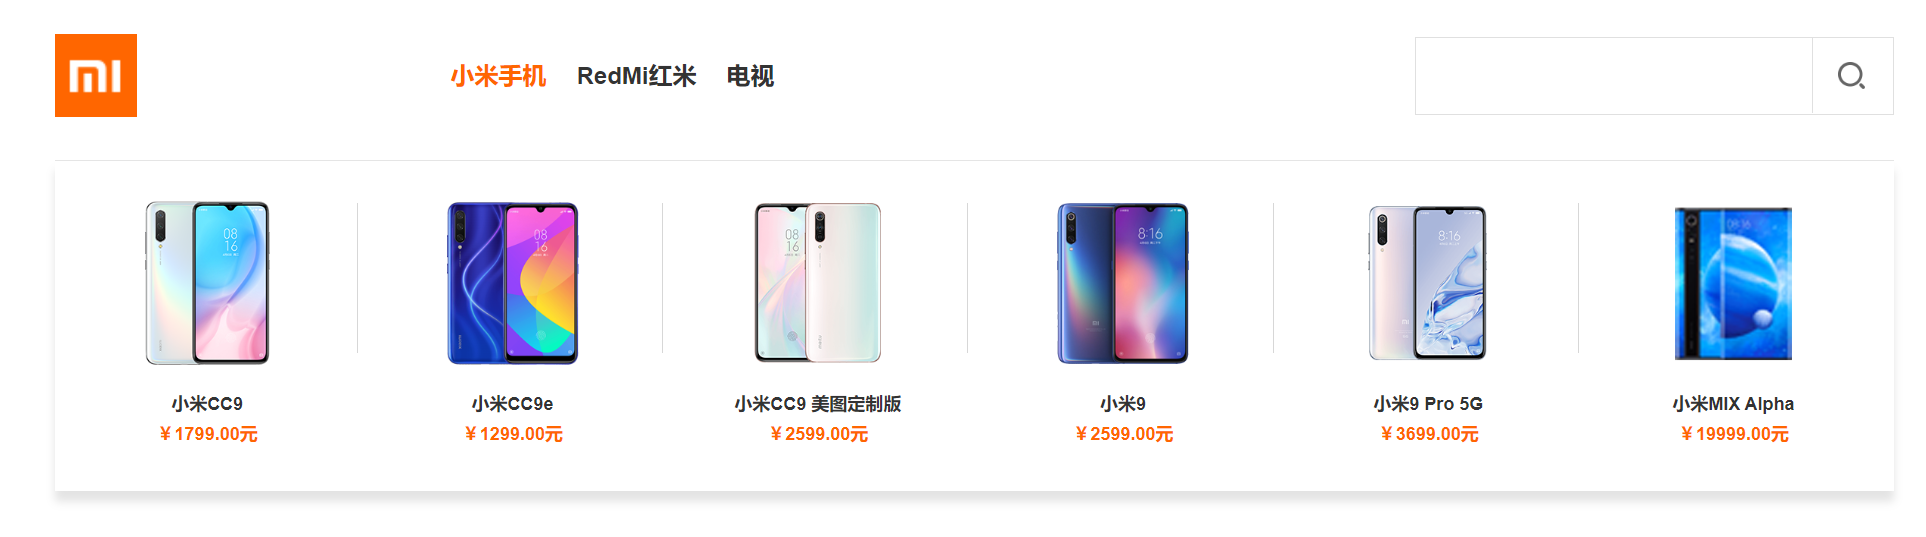 mi
小米手机 RedMi红米 电视
08
16
08
16
8:16
8:16
08:16
小米CC9
￥1799.00元
小米CC9e
￥1299.00元
小米CC9 美图定制版
￥2599.00元
小米9
￥2599.00元
小米9 Pro 5G
￥3699.00元
小米MIX Alpha
￥19999.00元